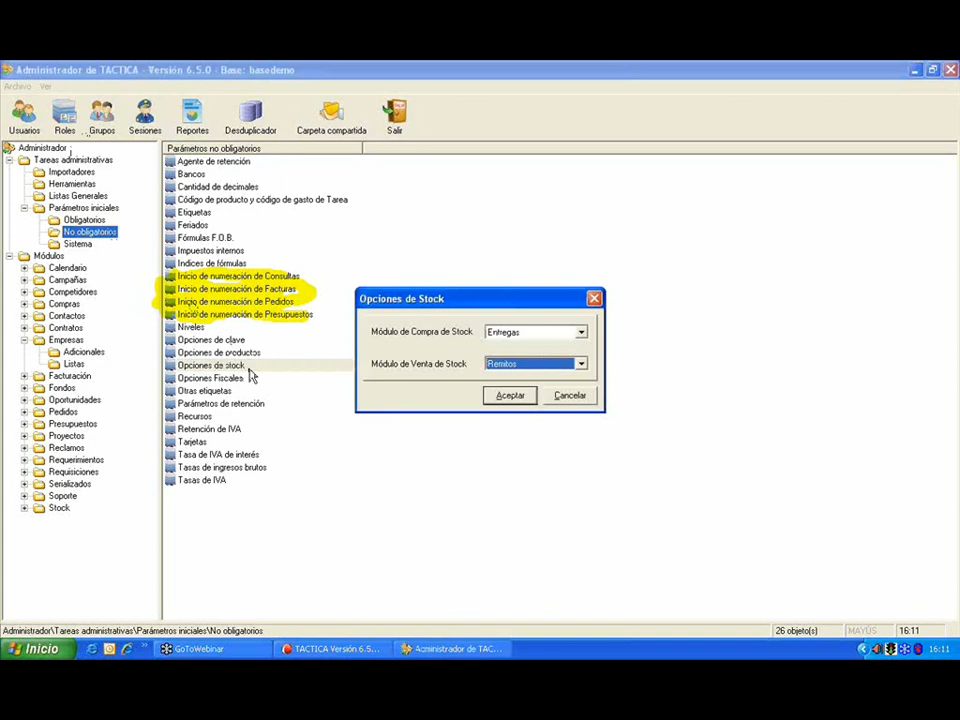 Administrador de TACTICA - Versión 6.5.0 - Base: basedemo
Archivo Ver
Usuarios Roles Grupos Sesiones Reportes Desduplicador Carpeta compartida Salir
Administrador
Tareas administrativas
Importadores
Herramientas
Listas Generales
Parámetros iniciales
Obligatorios
No obligatorios
Sistema
Módulos
Calendario
Campañas
Competidores
Compras
Contactos
Contratos
Empresas
Adicionales
Listas
Facturación
Fondos
Oportunidades
Pedidos
Presupuestos
Proyectos
Reclamos
Requerimientos
Requisiciones
Serializados
Soporte
Stock
Parámetros no obligatorios
Agente de retención
Bancos
Cantidad de decimales
Código de producto y código de gasto de Tarea
Etiquetas
Feriados
Fórmulas F.O.B.
Impuestos internos
Indices de fórmulas
Inicio de numeración de Consultas
Inicio de numeración de Facturas
Inicio de numeración de Pedidos
Inicio de numeración de Presupuestos
Niveles
Opciones de clave
Opciones de productos
Opciones de stock
Opciones Fiscales
Otras etiquetas
Parámetros de retención
Recursos
Retención de IVA
Tarjetas
Tasa de IVA de interés
Tasas de ingresos brutos
Tasas de IVA
Opciones de Stock
Módulo de Compra de Stock Entregas
Módulo de Venta de Stock Remitos
Aceptar Cancelar
Administrador\Tareas administrativas\Parámetros iniciales\No obligatorios 26 objeto(s) MAYÚS 16:11
Inicio GoToWebinar TACTICA Versión 6.5... Administrador de TAC... 16:11